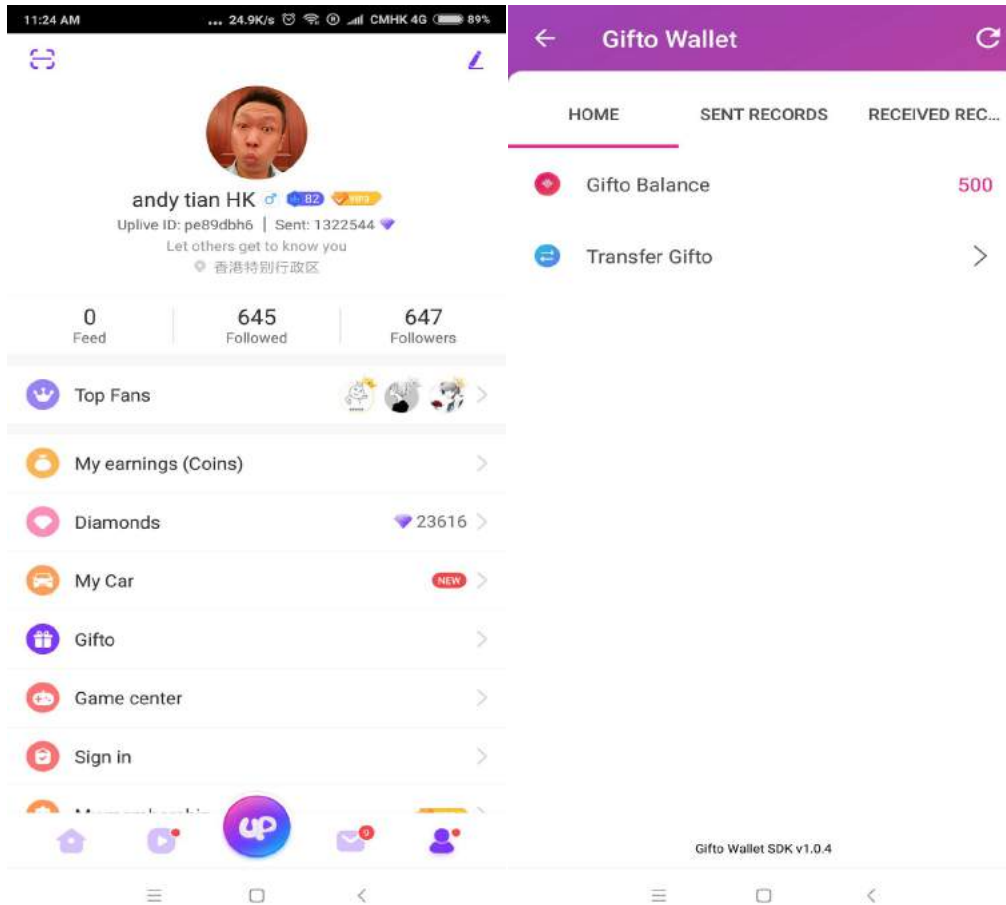 11:24 AM ... 24.9K/s CMHK 4G 89%
andy tian HK ♂ 82
Uplive ID: pe89dbh6 | Sent: 1322544
Let others get to know you
香港特别行政区
0 645 647
Feed Followed Followers
Top Fans
My earnings (Coins)
Diamonds 23616
My Car NEW
Gifto
Game center
Sign in
up
9
Gifto Wallet
HOME SENT RECORDS RECEIVED REC...
Gifto Balance 500
Transfer Gifto
Gifto Wallet SDK v1.0.4